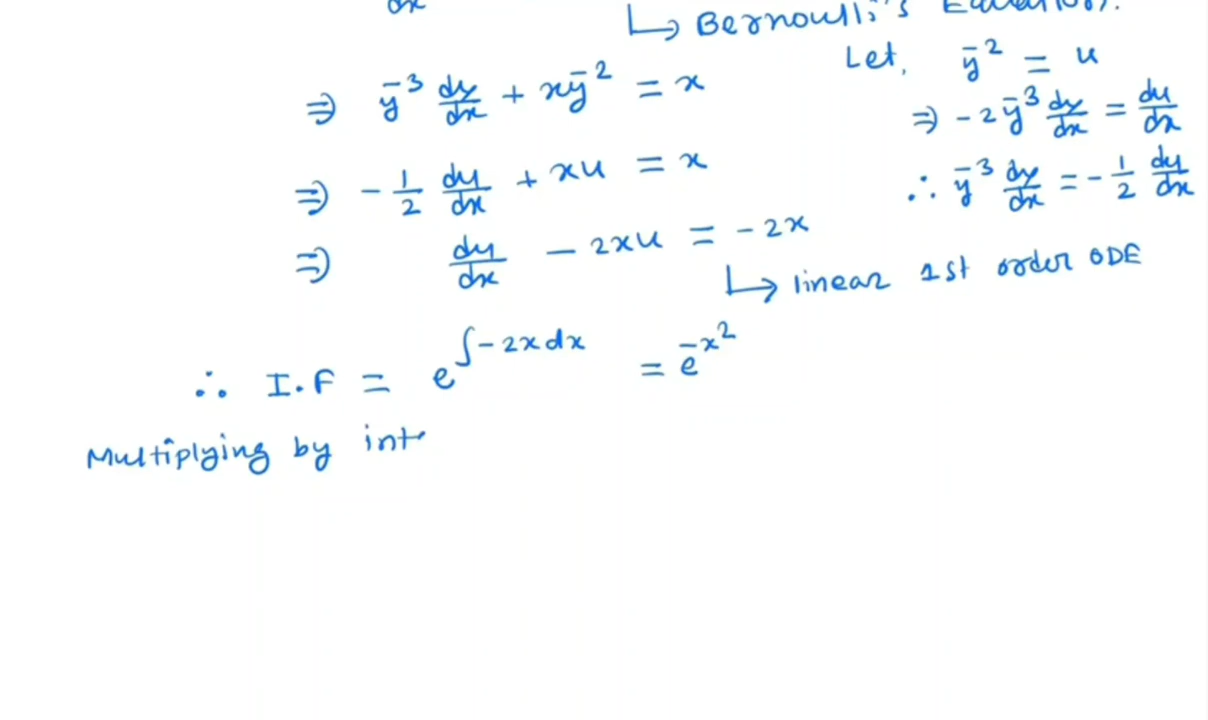 dx
↳ Bernoulli's Equation.
Let, y⁻² = u
⇒ y⁻³ dy/dx + xy⁻² = x
⇒ -2y⁻³ dy/dx = du/dx
⇒ -1/2 du/dx + xu = x
∴ y⁻³ dy/dx = -1/2 du/dx
⇒ du/dx - 2xu = -2x
↳ linear 1st order ODE
∴ I.F = e^∫-2xdx = e^-x²
Multiplying by int